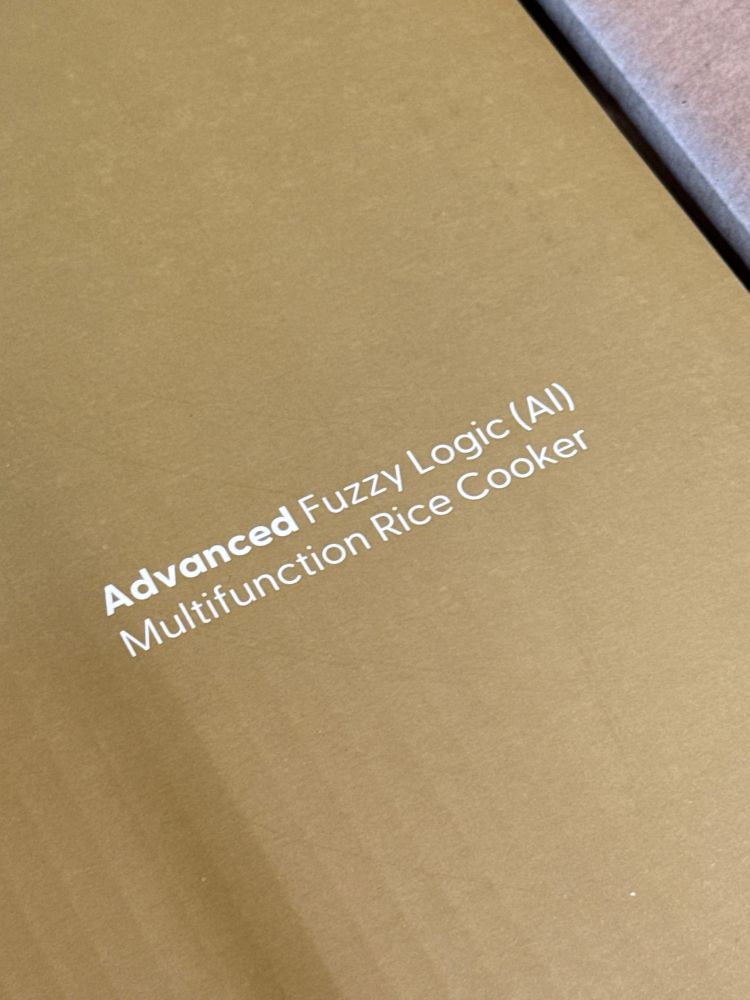 Advanced Fuzzy Logic (AI)
Multifunction Rice Cooker